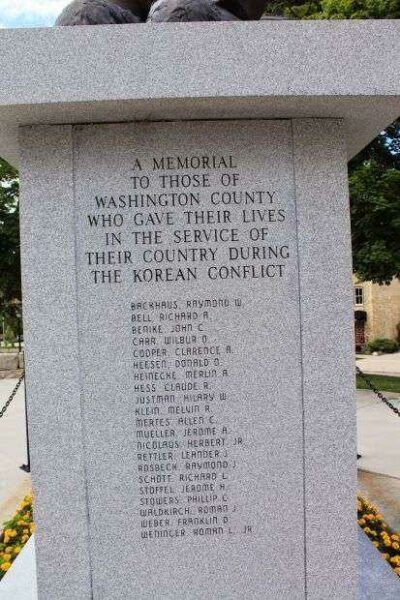 A MEMORIAL
TO THOSE OF
WASHINGTON COUNTY
WHO GAVE THEIR LIVES
IN THE SERVICE OF
THEIR COUNTRY DURING
THE KOREAN CONFLICT
BACKHAUS, RAYMOND W.
BELL, RICHARD A.
BENIKE, JOHN C.
CARR, WILBUR O.
COOPER, CLARENCE A.
HEESEN, DONALD O.
HEINECKE, MERLIN A.
HESS, CLAUDE R.
JUSTMAN, HILARY W.
KLEIN, MELVIN R.
MERTES, ALLEN C.
MUELLER, JEROME A.
NICOLAUS, HERBERT, JR.
RETTLER, LEANDER J.
ROSBECK, RAYMOND J.
SCHOTT, RICHARD L.
STOFFEL, JEROME H.
STOWERS, PHILLIP C.
WALDKIRCH, ROMAN J.
WEBER, FRANKLIN D.
WENINGER, ROMAN L., JR.